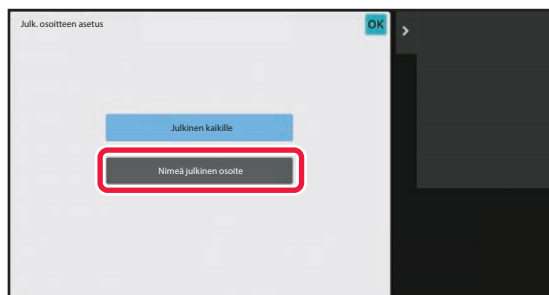 Julk. osoitteen asetus
OK
Julkinen kaikille
Nimeä julkinen osoite